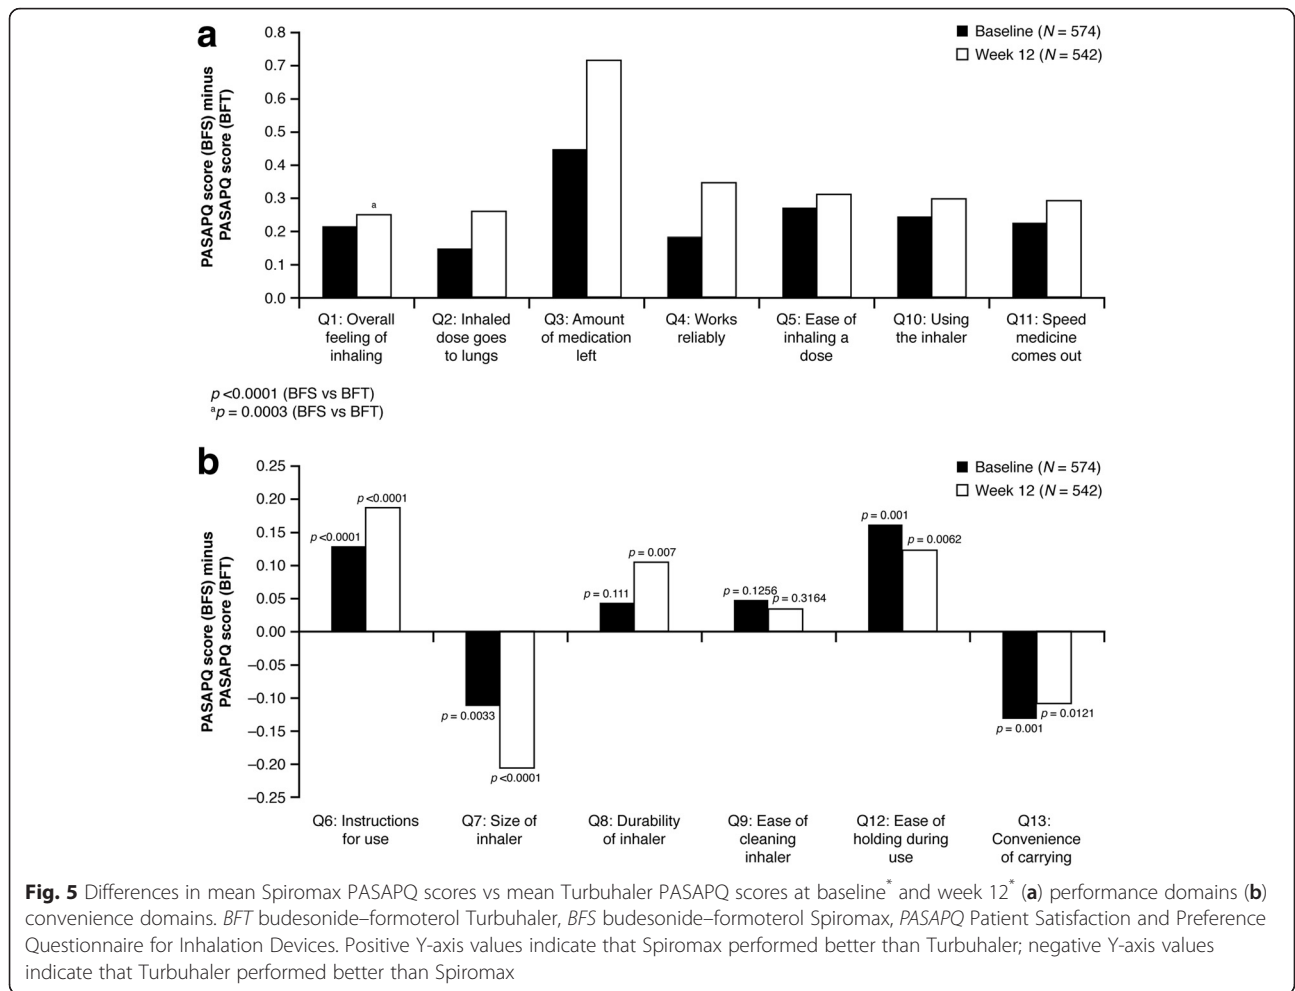 a
Baseline (N = 574)
Week 12 (N = 542)
PASAPQ score (BFS) minus
PASAPQ score (BFT)
0.8
0.7
0.6
0.5
0.4
0.3
0.2
0.1
0.0
a
Q1: Overall
feeling of
inhaling
Q2: Inhaled
dose goes
to lungs
Q3: Amount
of medication
left
Q4: Works
reliably
Q5: Ease of
inhaling a
dose
Q10: Using
the inhaler
Q11: Speed
medicine
comes out
p <0.0001 (BFS vs BFT)
ᵃp = 0.0003 (BFS vs BFT)
b
Baseline (N = 574)
Week 12 (N = 542)
PASAPQ score (BFS) minus
PASAPQ score (BFT)
0.25
0.20
0.15
0.10
0.05
0.00
–0.05
–0.10
–0.15
–0.20
–0.25
p <0.0001
p <0.0001
p = 0.0033
p <0.0001
p = 0.111
p = 0.007
p = 0.1256
p = 0.3164
p = 0.001
p = 0.0062
p = 0.001
p = 0.0121
Q6: Instructions
for use
Q7: Size of
inhaler
Q8: Durability
of inhaler
Q9: Ease of
cleaning
inhaler
Q12: Ease of
holding during
use
Q13:
Convenience
of carrying
Fig. 5 Differences in mean Spiromax PASAPQ scores vs mean Turbuhaler PASAPQ scores at baseline* and week 12* (a) performance domains (b)
convenience domains. BFT budesonide–formoterol Turbuhaler, BFS budesonide–formoterol Spiromax, PASAPQ Patient Satisfaction and Preference
Questionnaire for Inhalation Devices. Positive Y-axis values indicate that Spiromax performed better than Turbuhaler; negative Y-axis values
indicate that Turbuhaler performed better than Spiromax